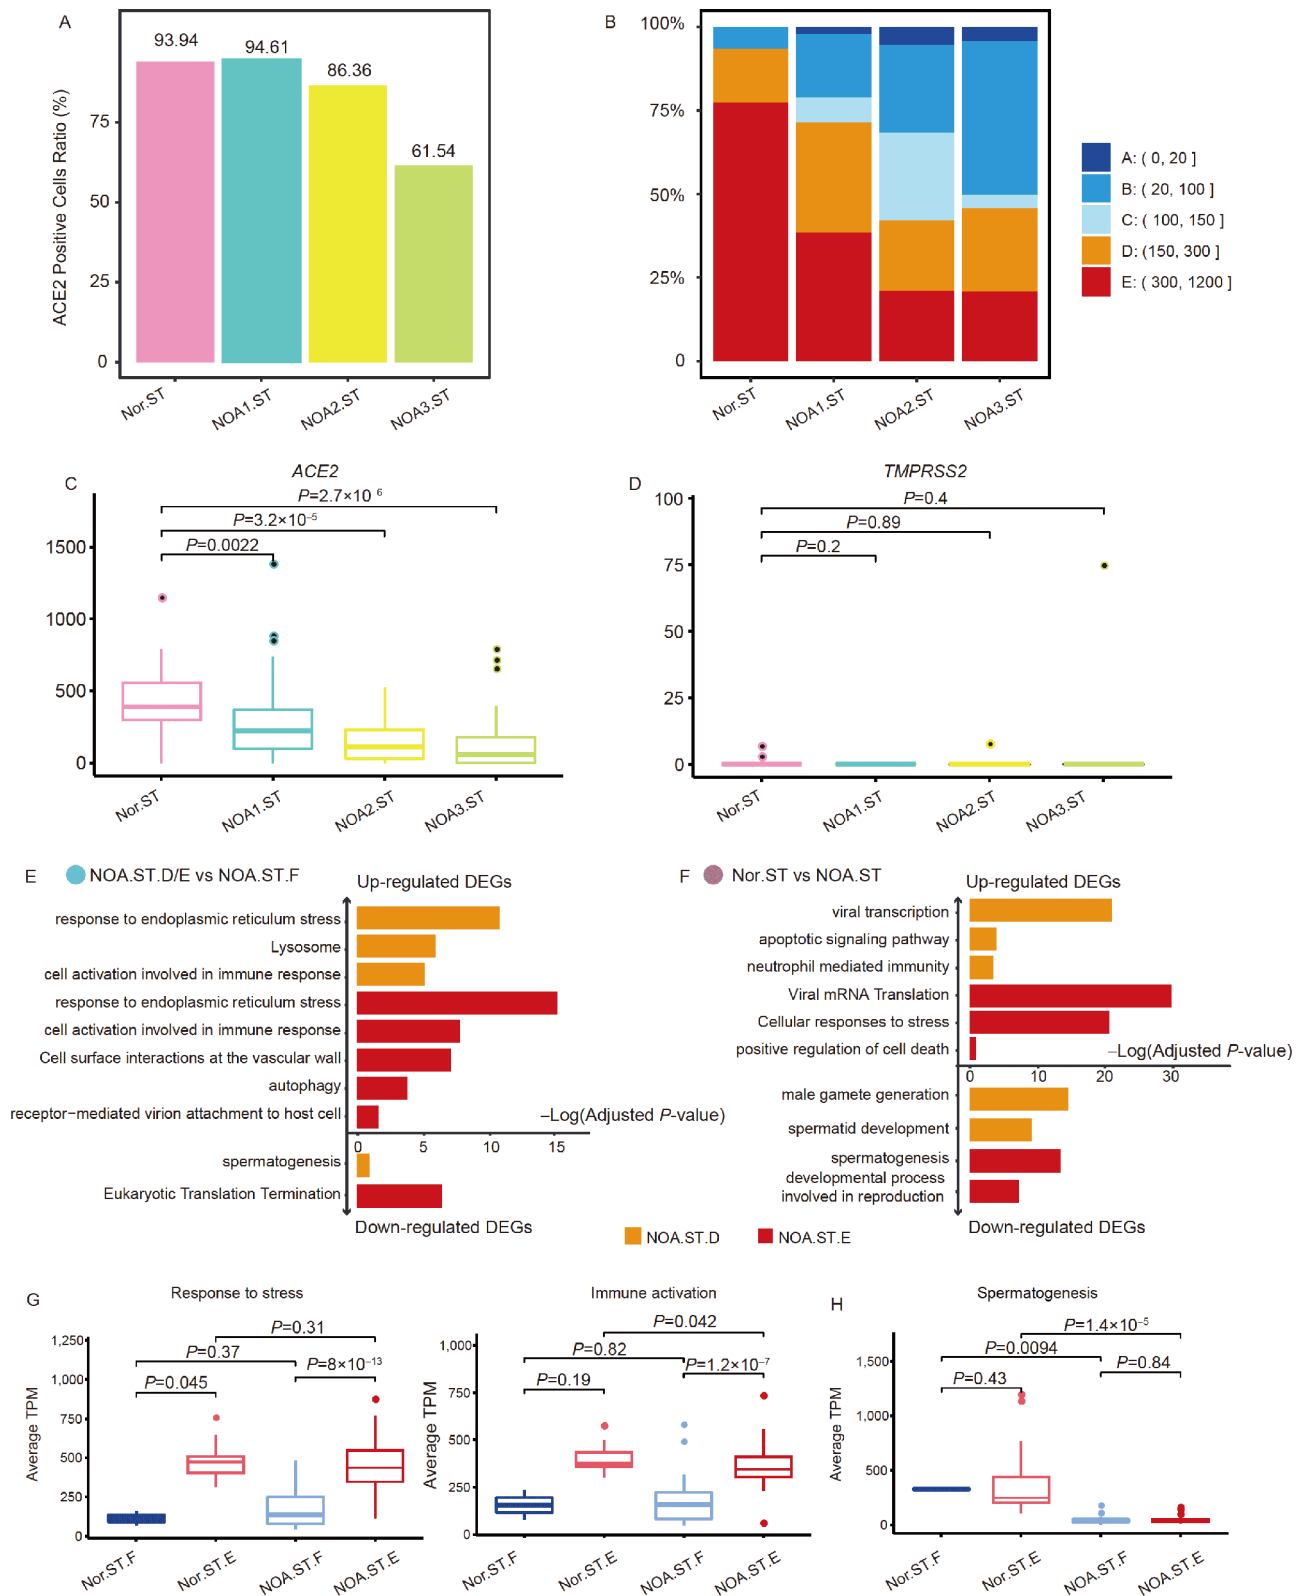 A
ACE2 Positive Cells Ratio (%)
93.94
94.61
86.36
61.54
75
50
25
0
Nor.ST
NOA1.ST
NOA2.ST
NOA3.ST
B
100%
75%
50%
25%
0
Nor.ST
NOA1.ST
NOA2.ST
NOA3.ST
A: ( 0, 20 ]
B: ( 20, 100 ]
C: ( 100, 150 ]
D: (150, 300 ]
E: ( 300, 1200 ]
C
ACE2
P=2.7×10 6
P=3.2×10−5
P=0.0022
1500
1000
500
0
Nor.ST
NOA1.ST
NOA2.ST
NOA3.ST
D
TMPRSS2
P=0.4
P=0.89
P=0.2
100
75
50
25
0
Nor.ST
NOA1.ST
NOA2.ST
NOA3.ST
E
NOA.ST.D/E vs NOA.ST.F
Up-regulated DEGs
response to endoplasmic reticulum stress
Lysosome
cell activation involved in immune response
response to endoplasmic reticulum stress
cell activation involved in immune response
Cell surface interactions at the vascular wall
autophagy
receptor−mediated virion attachment to host cell
−Log(Adjusted P-value)
0 5 10 15
spermatogenesis
Eukaryotic Translation Termination
Down-regulated DEGs
F
Nor.ST vs NOA.ST
Up-regulated DEGs
viral transcription
apoptotic signaling pathway
neutrophil mediated immunity
Viral mRNA Translation
Cellular responses to stress
positive regulation of cell death
−Log(Adjusted P-value)
0 10 20 30
male gamete generation
spermatid development
spermatogenesis
developmental process
involved in reproduction
Down-regulated DEGs
NOA.ST.D
NOA.ST.E
G
Response to stress
P=0.31
P=0.37
P=8×10−13
P=0.045
Average TPM
1,250
1,000
750
500
250
0
Nor.ST.F
Nor.ST.E
NOA.ST.F
NOA.ST.E
Immune activation
P=0.042
P=0.82
P=1.2×10−7
P=0.19
Average TPM
1,000
750
500
250
0
Nor.ST.F
Nor.ST.E
NOA.ST.F
NOA.ST.E
H
Spermatogenesis
P=1.4×10−5
P=0.0094
P=0.84
P=0.43
Average TPM
1,500
1,000
500
0
Nor.ST.F
Nor.ST.E
NOA.ST.F
NOA.ST.E